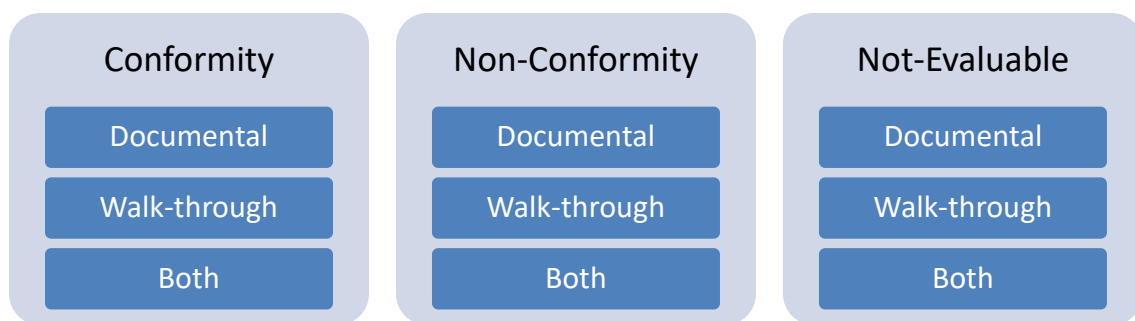 Conformity
Documental
Walk-through
Both
Non-Conformity
Documental
Walk-through
Both
Not-Evaluable
Documental
Walk-through
Both